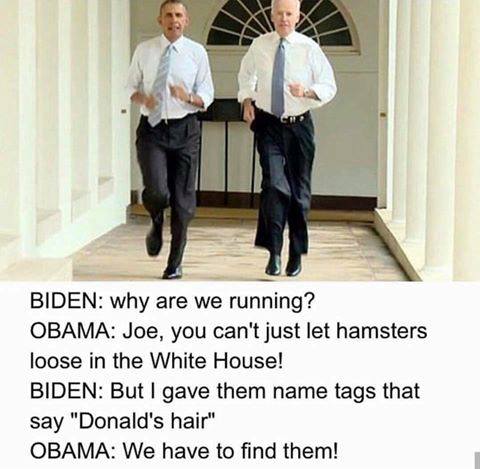 BIDEN: why are we running?
OBAMA: Joe, you can't just let hamsters
loose in the White House!
BIDEN: But I gave them name tags that
say "Donald's hair"
OBAMA: We have to find them!